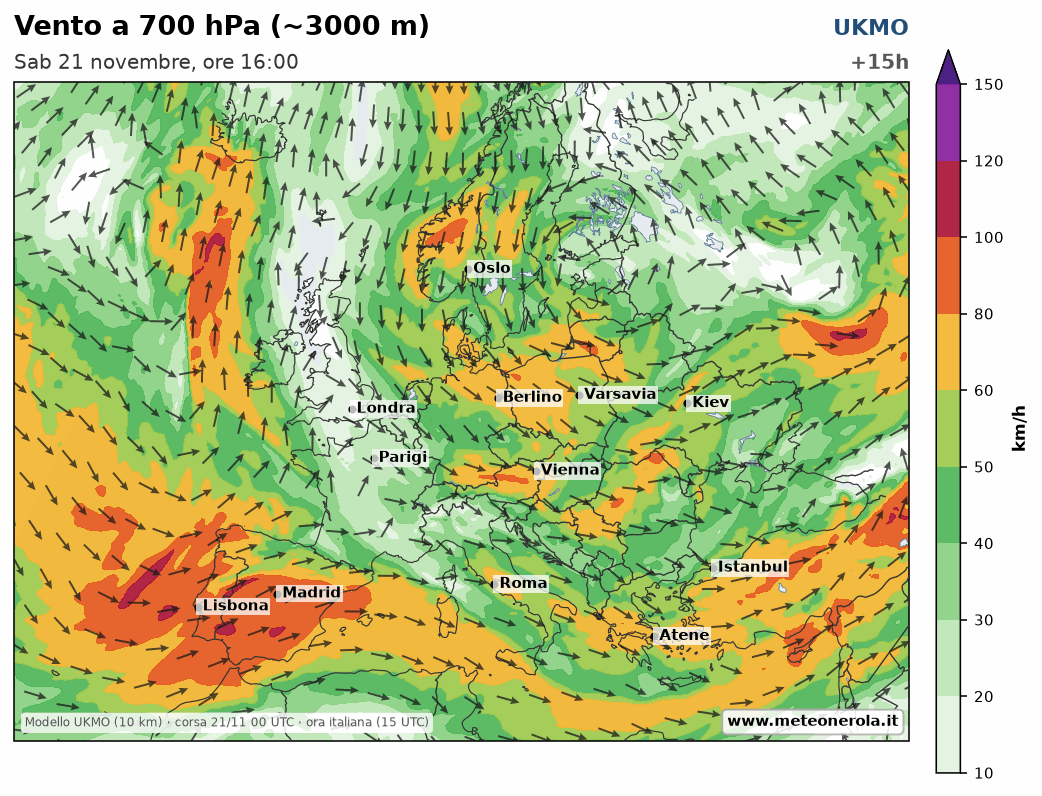 Vento a 700 hPa (~3000 m)
UKMO
Sab 21 novembre, ore 16:00
+15h
150
120
100
80
60
50
40
30
20
10
km/h
Oslo
Berlino
Varsavia
Kiev
Londra
Parigi
Vienna
Istanbul
Roma
Madrid
Lisbona
Atene
Modello UKMO (10 km) · corsa 21/11 00 UTC · ora italiana (15 UTC)
www.meteonerola.it